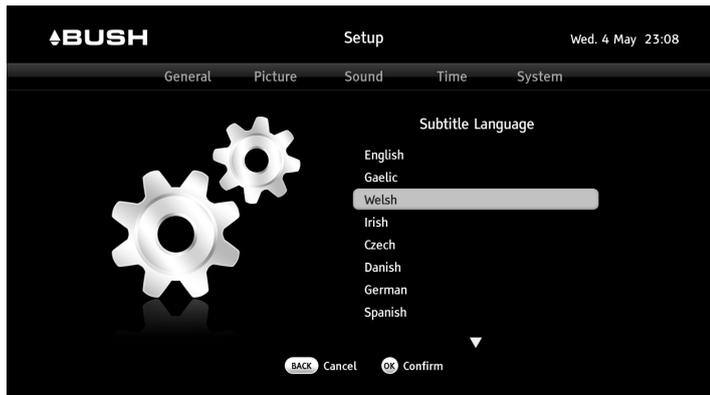 BUSH Setup Wed. 4 May 23:08
General Picture Sound Time System
Subtitle Language
English
Gaelic
Welsh
Irish
Czech
Danish
German
Spanish
BACK Cancel OK Confirm